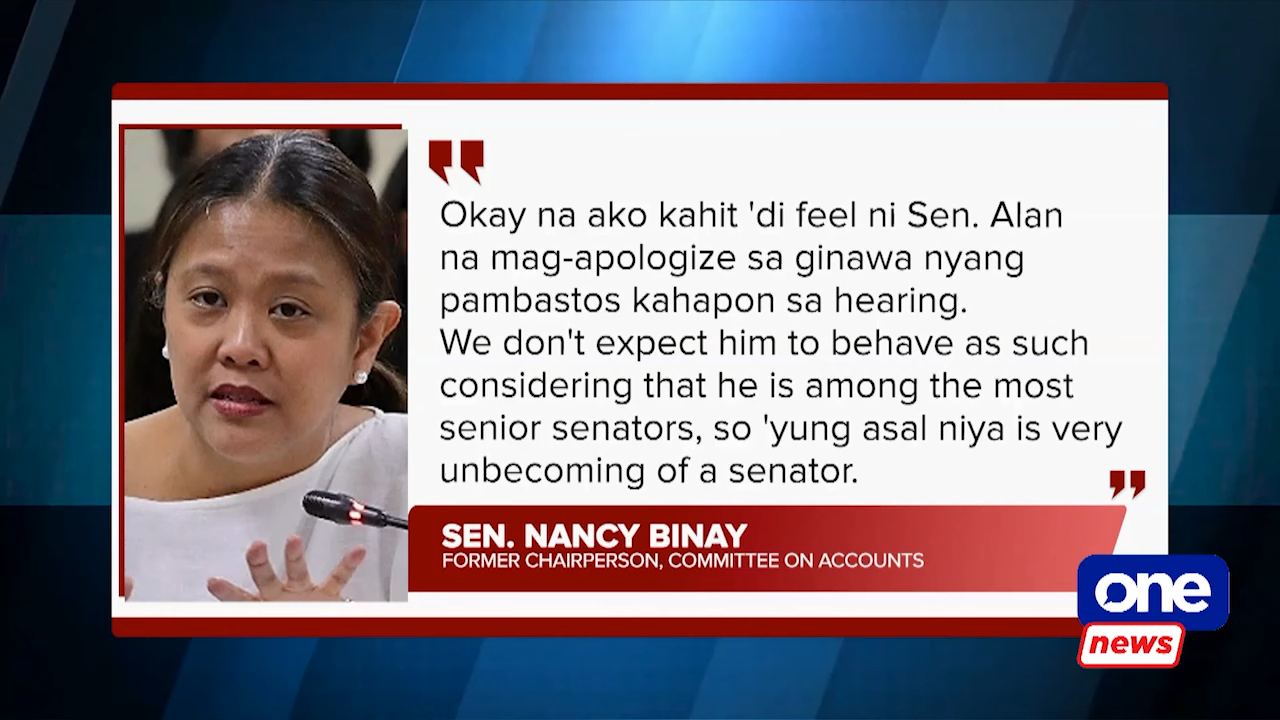 Okay na ako kahit 'di feel ni Sen. Alan
na mag-apologize sa ginawa nyang
pambastos kahapon sa hearing.
We don't expect him to behave as such
considering that he is among the most
senior senators, so 'yung asal niya is very
unbecoming of a senator.
SEN. NANCY BINAY
FORMER CHAIRPERSON, COMMITTEE ON ACCOUNTS
one
news